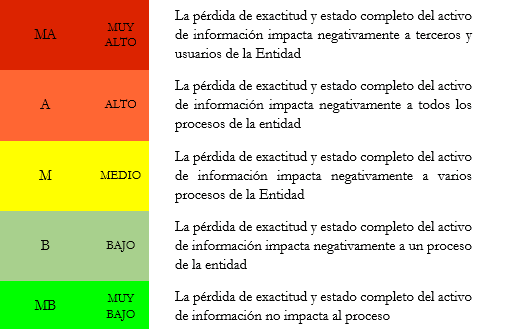 MA
MUY
ALTO
La pérdida de exactitud y estado completo del activo
de información impacta negativamente a terceros y
usuarios de la Entidad
A
ALTO
La pérdida de exactitud y estado completo del activo
de información impacta negativamente a todos los
procesos de la entidad
M
MEDIO
La pérdida de exactitud y estado completo del activo
de información impacta negativamente a varios
procesos de la Entidad
B
BAJO
La pérdida de exactitud y estado completo del activo
de información impacta negativamente a un proceso
de la entidad
MB
MUY
BAJO
La pérdida de exactitud y estado completo del activo
de información no impacta al proceso